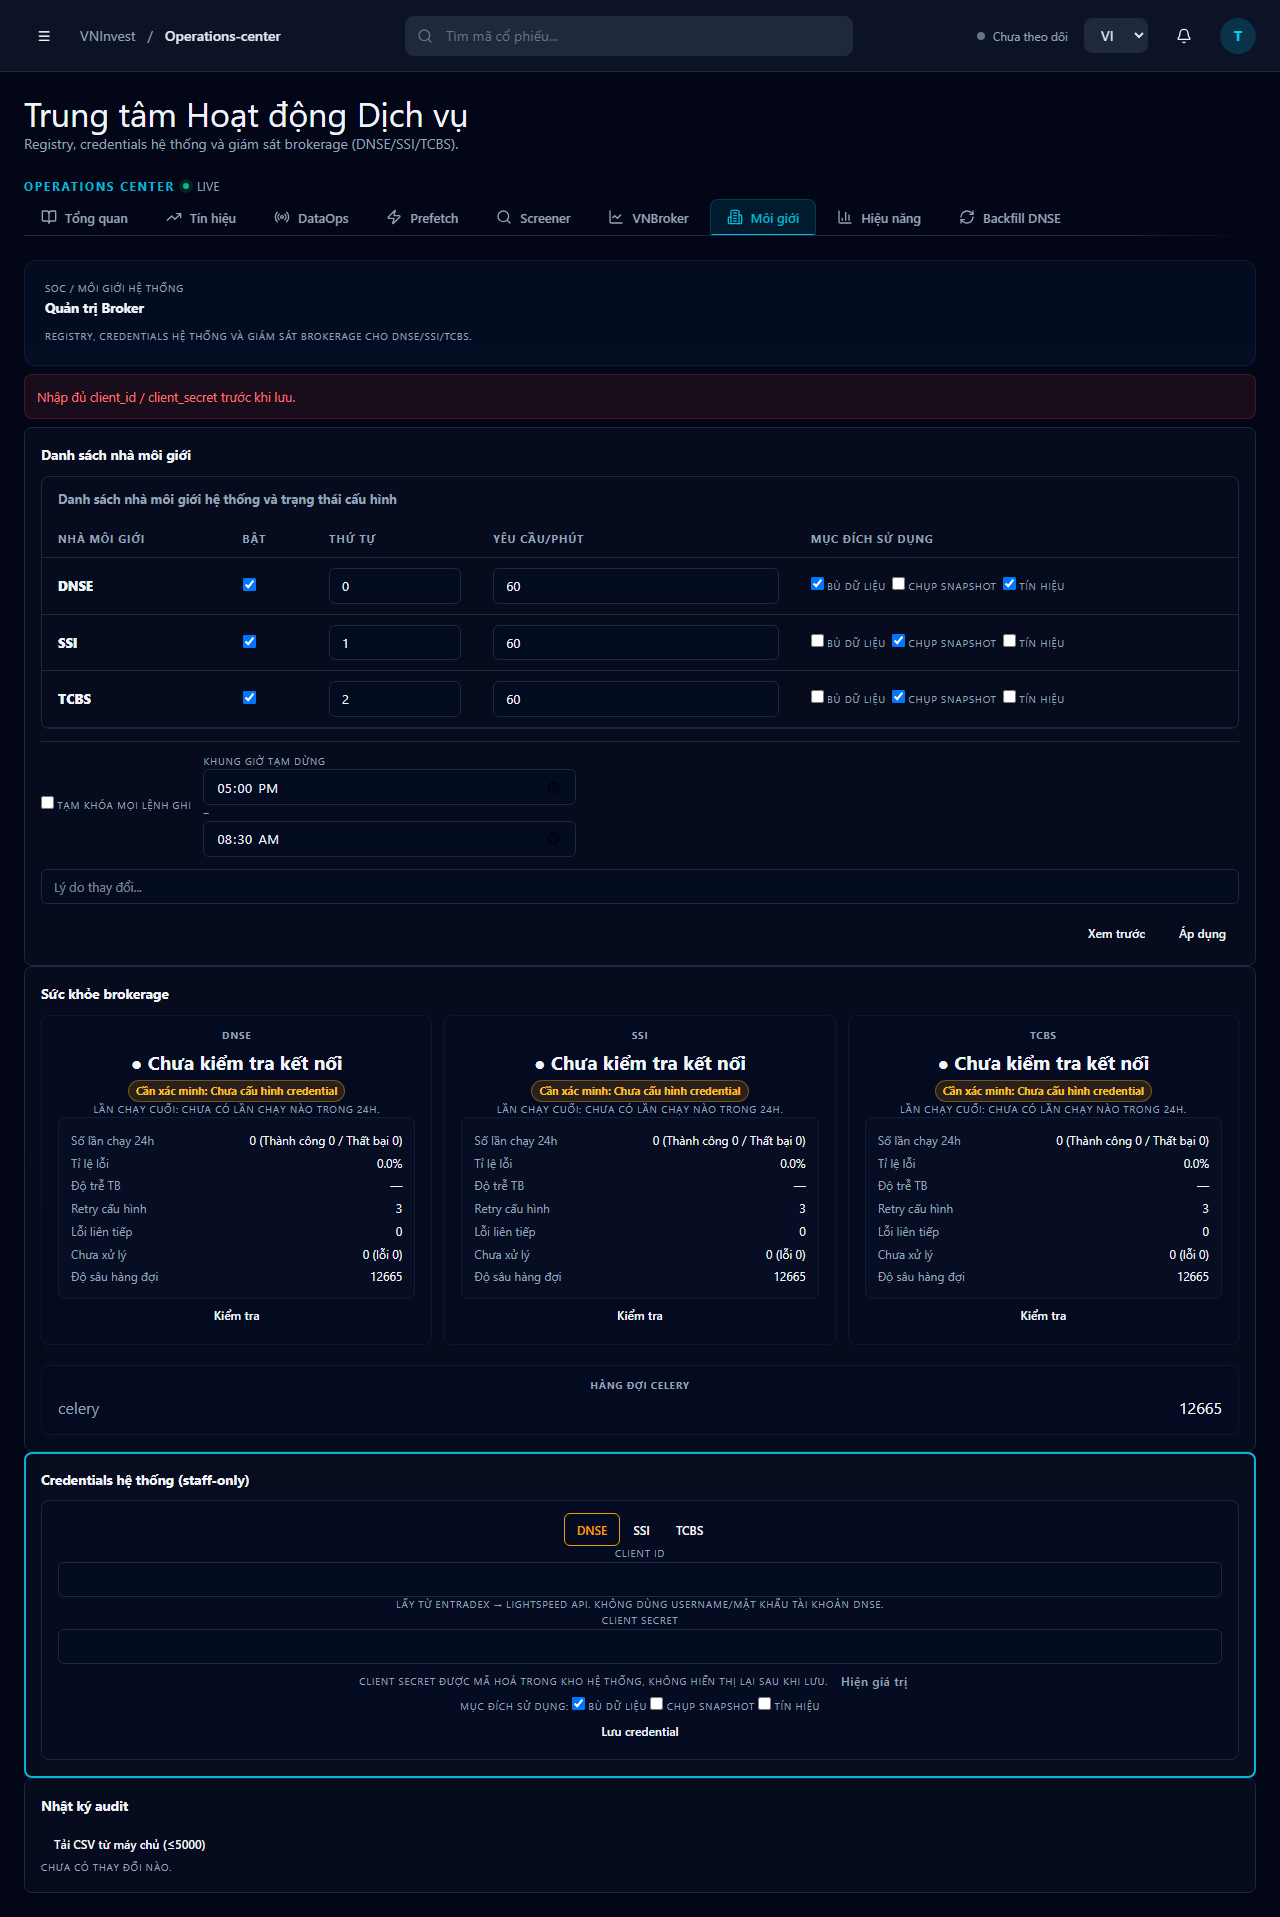 VNInvest / Operations-center
Tìm mã cổ phiếu...
Chưa theo dõi
VI
T
Trung tâm Hoạt động Dịch vụ
Registry, credentials hệ thống và giám sát brokerage (DNSE/SSI/TCBS).
OPERATIONS CENTER LIVE
Tổng quan Tín hiệu DataOps Prefetch Screener VNBroker Môi giới Hiệu năng Backfill DNSE
SOC / MÔI GIỚI HỆ THỐNG
Quản trị Broker
REGISTRY, CREDENTIALS HỆ THỐNG VÀ GIÁM SÁT BROKERAGE CHO DNSE/SSI/TCBS.
Nhập đủ client_id / client_secret trước khi lưu.
Danh sách nhà môi giới
Danh sách nhà môi giới hệ thống và trạng thái cấu hình
NHÀ MÔI GIỚI BẬT THỨ TỰ YÊU CẦU/PHÚT MỤC ĐÍCH SỬ DỤNG
DNSE 0 60 BÙ DỮ LIỆU CHỤP SNAPSHOT TÍN HIỆU
SSI 1 60 BÙ DỮ LIỆU CHỤP SNAPSHOT TÍN HIỆU
TCBS 2 60 BÙ DỮ LIỆU CHỤP SNAPSHOT TÍN HIỆU
KHUNG GIỜ TẠM DỪNG
05:00 PM
TẠM KHÓA MỌI LỆNH GHI
–
08:30 AM
Lý do thay đổi...
Xem trước Áp dụng
Sức khỏe brokerage
DNSE
● Chưa kiểm tra kết nối
Cần xác minh: Chưa cấu hình credential
LẦN CHẠY CUỐI: CHƯA CÓ LẦN CHẠY NÀO TRONG 24H.
Số lần chạy 24h 0 (Thành công 0 / Thất bại 0)
Tỉ lệ lỗi 0.0%
Độ trễ TB —
Retry cấu hình 3
Lỗi liên tiếp 0
Chưa xử lý 0 (lỗi 0)
Độ sâu hàng đợi 12665
Kiểm tra
SSI
● Chưa kiểm tra kết nối
Cần xác minh: Chưa cấu hình credential
LẦN CHẠY CUỐI: CHƯA CÓ LẦN CHẠY NÀO TRONG 24H.
Số lần chạy 24h 0 (Thành công 0 / Thất bại 0)
Tỉ lệ lỗi 0.0%
Độ trễ TB —
Retry cấu hình 3
Lỗi liên tiếp 0
Chưa xử lý 0 (lỗi 0)
Độ sâu hàng đợi 12665
Kiểm tra
TCBS
● Chưa kiểm tra kết nối
Cần xác minh: Chưa cấu hình credential
LẦN CHẠY CUỐI: CHƯA CÓ LẦN CHẠY NÀO TRONG 24H.
Số lần chạy 24h 0 (Thành công 0 / Thất bại 0)
Tỉ lệ lỗi 0.0%
Độ trễ TB —
Retry cấu hình 3
Lỗi liên tiếp 0
Chưa xử lý 0 (lỗi 0)
Độ sâu hàng đợi 12665
Kiểm tra
HÀNG ĐỢI CELERY
celery 12665
Credentials hệ thống (staff-only)
DNSE SSI TCBS
CLIENT ID
LẤY TỪ ENTRADEX → LIGHTSPEED API. KHÔNG DÙNG USERNAME/MẬT KHẨU TÀI KHOẢN DNSE.
CLIENT SECRET
CLIENT SECRET ĐƯỢC MÃ HOÁ TRONG KHO HỆ THỐNG, KHÔNG HIỂN THỊ LẠI SAU KHI LƯU. Hiện giá trị
MỤC ĐÍCH SỬ DỤNG: BÙ DỮ LIỆU CHỤP SNAPSHOT TÍN HIỆU
Lưu credential
Nhật ký audit
Tải CSV từ máy chủ (≤5000)
CHƯA CÓ THAY ĐỔI NÀO.